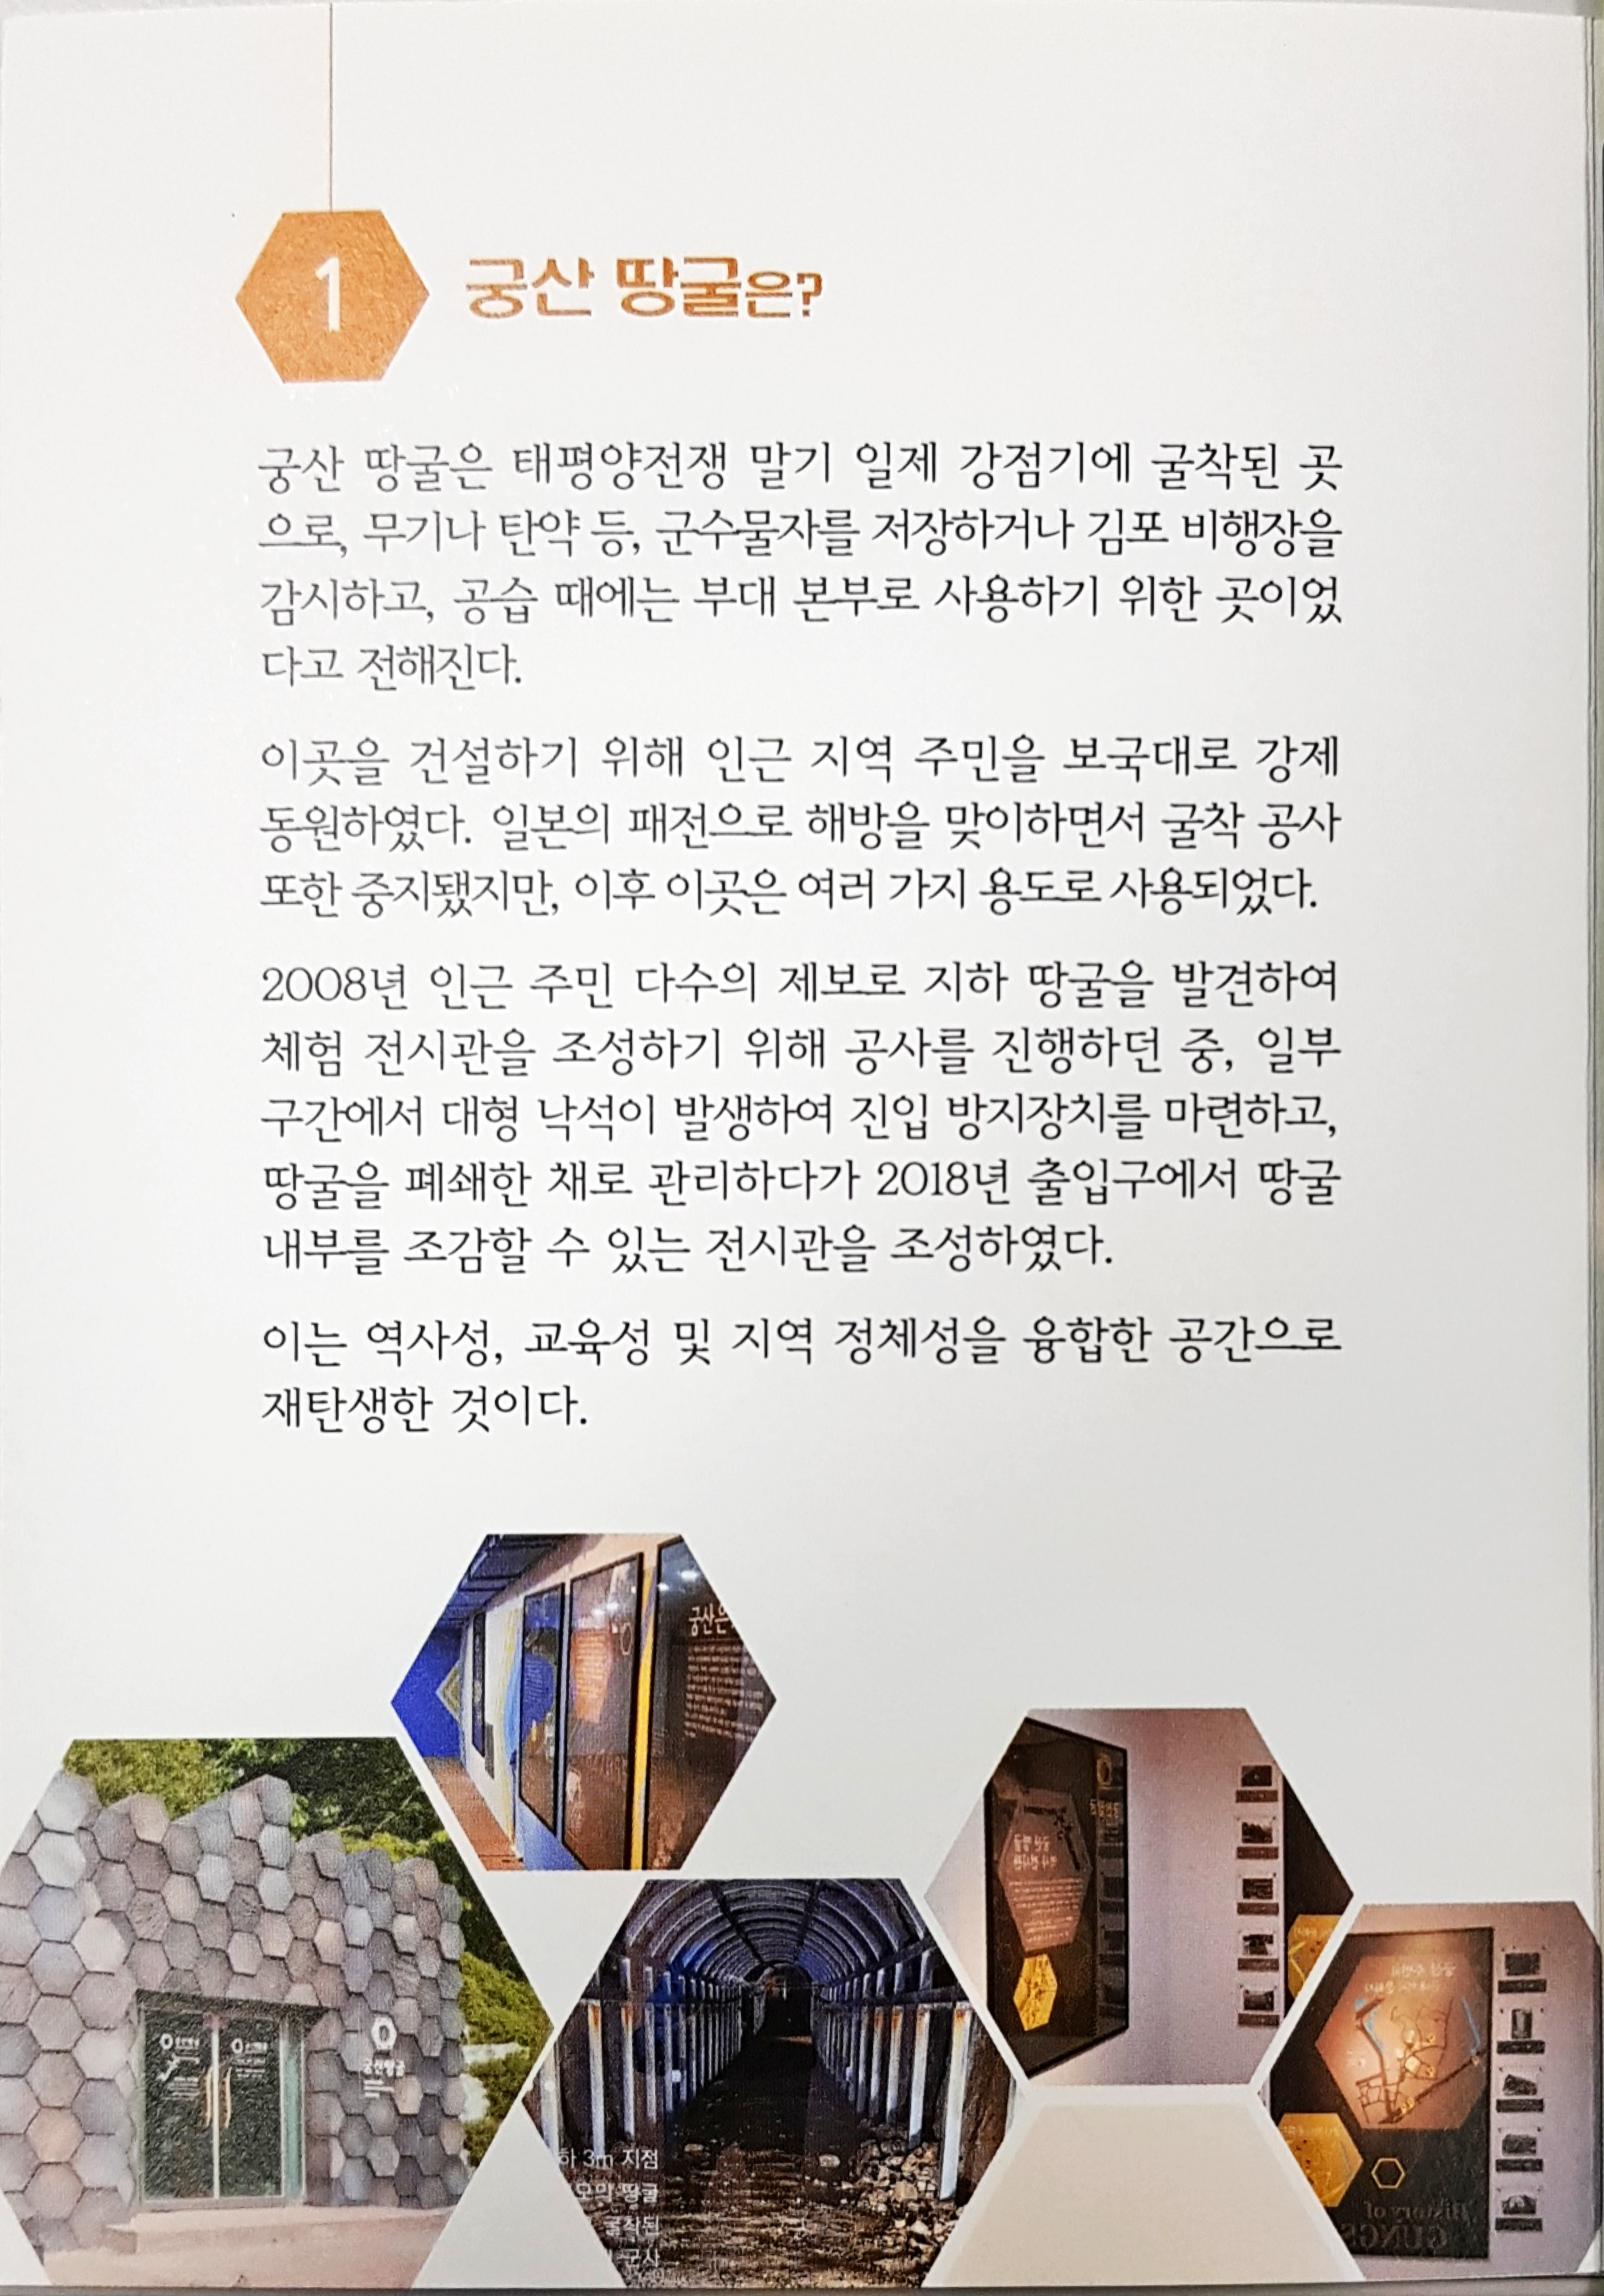 1
궁산 땅굴은?
궁산 땅굴은 태평양전쟁 말기 일제 강점기에 굴착된 곳
으로, 무기나 탄약 등, 군수물자를 저장하거나 김포 비행장을
감시하고, 공습 때에는 부대 본부로 사용하기 위한 곳이었
다고 전해진다.
이곳을 건설하기 위해 인근 지역 주민을 보국대로 강제
동원하였다. 일본의 패전으로 해방을 맞이하면서 굴착 공사
또한 중지됐지만, 이후 이곳은 여러 가지 용도로 사용되었다.
2008년 인근 주민 다수의 제보로 지하 땅굴을 발견하여
체험 전시관을 조성하기 위해 공사를 진행하던 중, 일부
구간에서 대형 낙석이 발생하여 진입 방지장치를 마련하고,
땅굴을 폐쇄한 채로 관리하다가 2018년 출입구에서 땅굴
내부를 조감할 수 있는 전시관을 조성하였다.
이는 역사성, 교육성 및 지역 정체성을 융합한 공간으로
재탄생한 것이다.
궁산은
궁산땅굴
하 3m 지점
모의 땅굴
굴착된
군사
History of
GUNGS